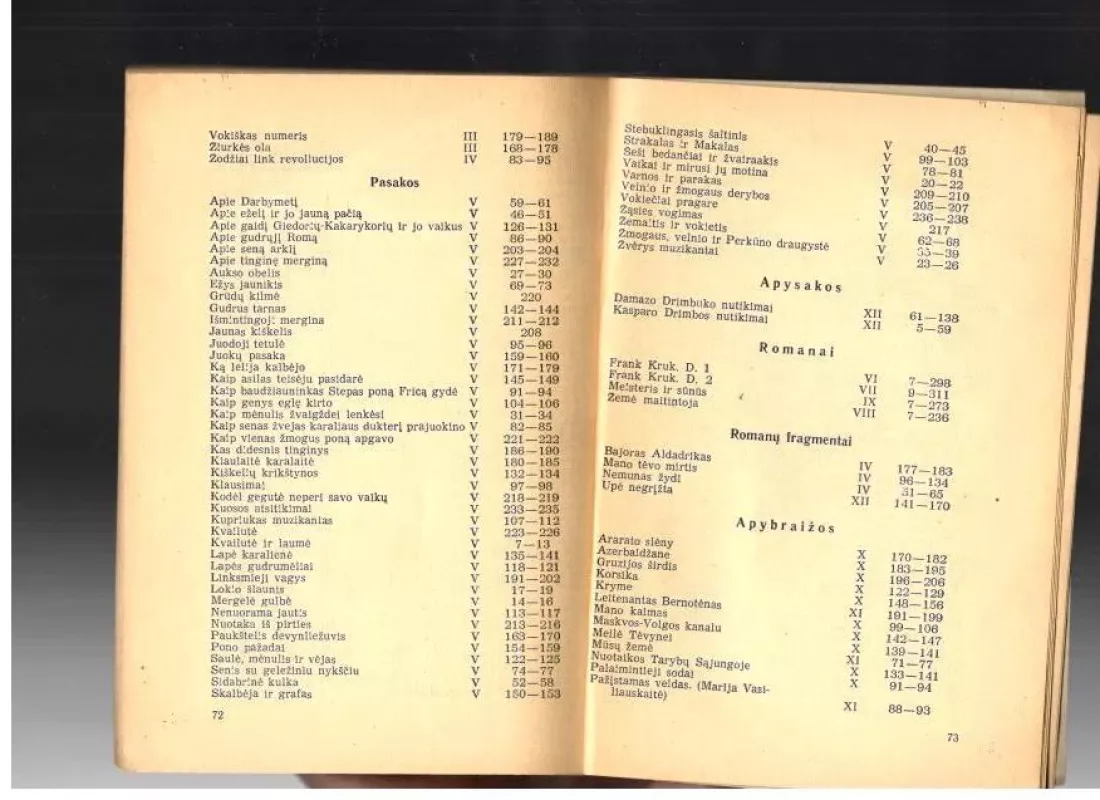 Vokiškas numeris III 179—189
Žiurkės ola III 168—178
Žodžiai link revoliucijos IV 83—95
Pasakos
Apie Darbymetį V 59—61
Apie eželį ir jo jauną pačią V 46—51
Apie gaidį Giedorių-Kakarykorių ir jo vaikus V 126—131
Apie gudrųjį Romą V 86—90
Apie seną arklį V 203—204
Apie tinginę merginą V 227—232
Aukso obelis V 27—30
Ežys jaunikis V 69—73
Grūdų kilmė V 220
Gudrus tarnas V 142—144
Išmintingoji mergina V 211—212
Jaunas kiškelis V 208
Juodoji tetulė V 95—96
Juokų pasaka V 159—160
Ką lelija kalbėjo V 171—179
Kaip asilas teisėju pasidarė V 145—149
Kaip baudžiauninkas Stepas poną Fricą gydė V 91—94
Kaip genys eglę kirto V 104—106
Kaip mėnulis žvaigždei lenkėsi V 31—34
Kaip senas žvejas karaliaus dukterį prajuokino V 82—85
Kaip vienas žmogus poną apgavo V 221—222
Kas didesnis tinginys V 186—190
Kiaulaitė karalaitė V 180—185
Kiškelių krikštynos V 132—134
Klausimai V 97—98
Kodėl gegutė neperi savo vaikų V 218—219
Kuosos atsitikimai V 233—235
Kupriukas muzikantas V 107—112
Kvailutė V 223—226
Kvailutė ir laumė V 7—13
Lapė karalienė V 135—141
Lapės gudrumėliai V 118—121
Linksmieji vagys V 191—202
Lokio šlaunis V 17—19
Mergelė gulbė V 14—16
Nenuorama jautis V 113—117
Nuotaka iš pirties V 213—216
Paukštelis devynliežuvis V 163—170
Pono pažadai V 154—159
Saulė, mėnulis ir vėjas V 122—125
Senis su geležiniu nykščiu V 74—77
Sidabrinė kulka V 52—58
Skalbėja ir grafas V 150—153
72
Stebuklingasis šaltinis V 40—45
Strakalas ir Makalas V 99—103
Šeši bedančiai ir žvairaakis V 78—81
Vaikai ir mirusi jų motina V 20—22
Varnos ir parakas V 209—210
Velnio ir žmogaus derybos V 205—207
Vokiečiai pragare V 236—238
Žąsies vogimas V 217
Žemaitis ir vokietis V 62—68
Žmogaus, velnio ir Perkūno draugystė V 35—39
Žvėrys muzikantai V 23—26
Apysakos
Damazo Drimbuko nutikimai XII 61—138
Kasparo Drimbos nutikimai XII 5—59
Romanai
Frank Kruk. D. 1 VI 7—298
Frank Kruk. D. 2 VII 9—311
Meisteris ir sūnūs IX 7—273
Žemė maitintoja VIII 7—236
Romanų fragmentai
Bajoras Aldadrikas IV 177—183
Mano tėvo mirtis IV 96—134
Nemunas žydi IV 51—65
Upė negrįžta XII 141—170
Apybraižos
Ararato slėny X 170—182
Azerbaidžane X 183—195
Gruzijos širdis X 196—206
Korsika X 122—129
Kryme X 148—156
Leitenantas Bernotėnas XI 191—199
Mano kaimas X 99—106
Maskvos-Volgos kanalu X 142—147
Meilė Tėvynei X 139—141
Mūsų žemė XI 71—77
Nuotaikos Tarybų Sąjungoje X 133—141
Palaimintieji sodai X 91—94
Pažįstamas veidas. (Marija Vasi-
liauskaitė) XI 88—93
73